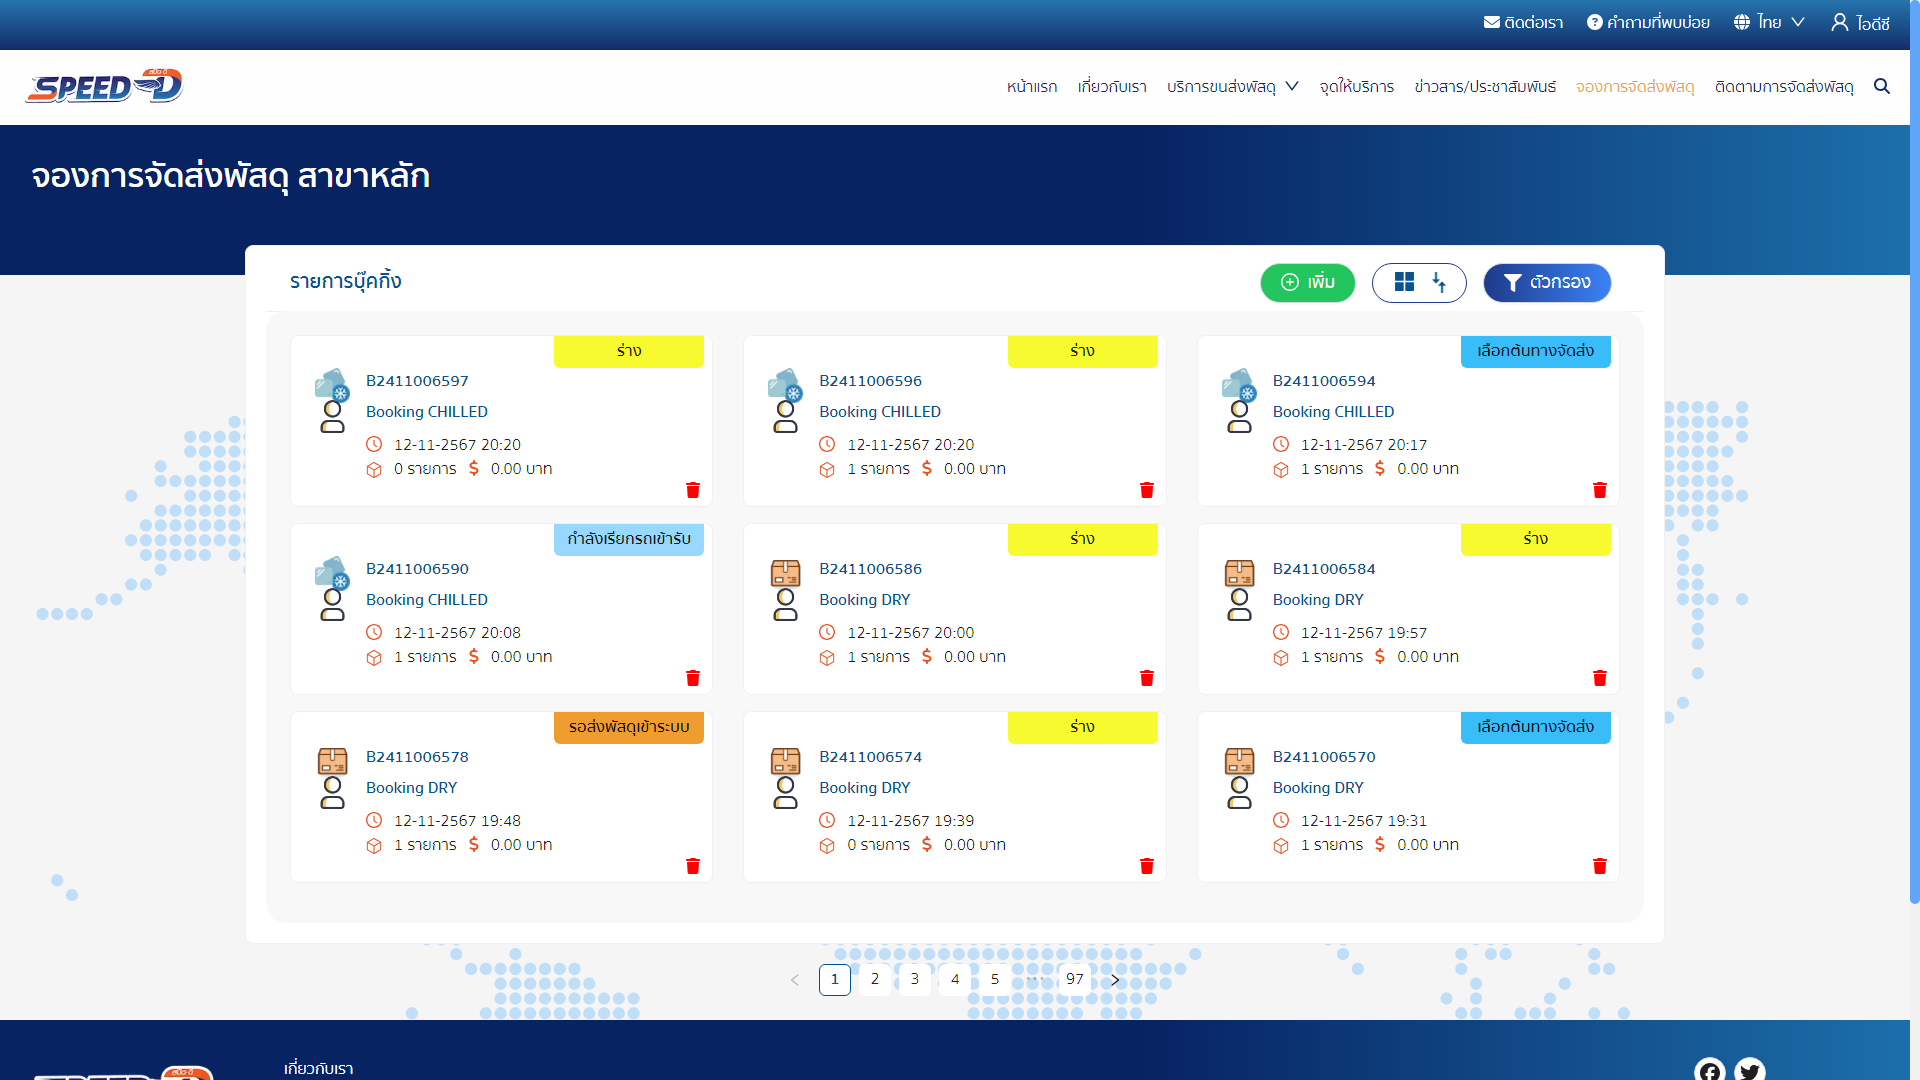 ติดต่อเรา คำถามที่พบบ่อย ไทย ไอดีซี
SPEED-D สปีด-ดี
หน้าแรก เกี่ยวกับเรา บริการขนส่งพัสดุ จุดให้บริการ ข่าวสาร/ประชาสัมพันธ์ จองการจัดส่งพัสดุ ติดตามการจัดส่งพัสดุ
จองการจัดส่งพัสดุ สาขาหลัก
รายการบุ๊คกิ้ง
เพิ่ม
ตัวกรอง
ร่าง
B2411006597
Booking CHILLED
12-11-2567 20:20
0 รายการ $ 0.00 บาท
ร่าง
B2411006596
Booking CHILLED
12-11-2567 20:20
1 รายการ $ 0.00 บาท
เลือกต้นทางจัดส่ง
B2411006594
Booking CHILLED
12-11-2567 20:17
1 รายการ $ 0.00 บาท
กำลังเรียกรถเข้ารับ
B2411006590
Booking CHILLED
12-11-2567 20:08
1 รายการ $ 0.00 บาท
ร่าง
B2411006586
Booking DRY
12-11-2567 20:00
1 รายการ $ 0.00 บาท
ร่าง
B2411006584
Booking DRY
12-11-2567 19:57
1 รายการ $ 0.00 บาท
รอส่งพัสดุเข้าระบบ
B2411006578
Booking DRY
12-11-2567 19:48
1 รายการ $ 0.00 บาท
ร่าง
B2411006574
Booking DRY
12-11-2567 19:39
0 รายการ $ 0.00 บาท
เลือกต้นทางจัดส่ง
B2411006570
Booking DRY
12-11-2567 19:31
1 รายการ $ 0.00 บาท
< 1 2 3 4 5 ••• 97 >
เกี่ยวกับเรา